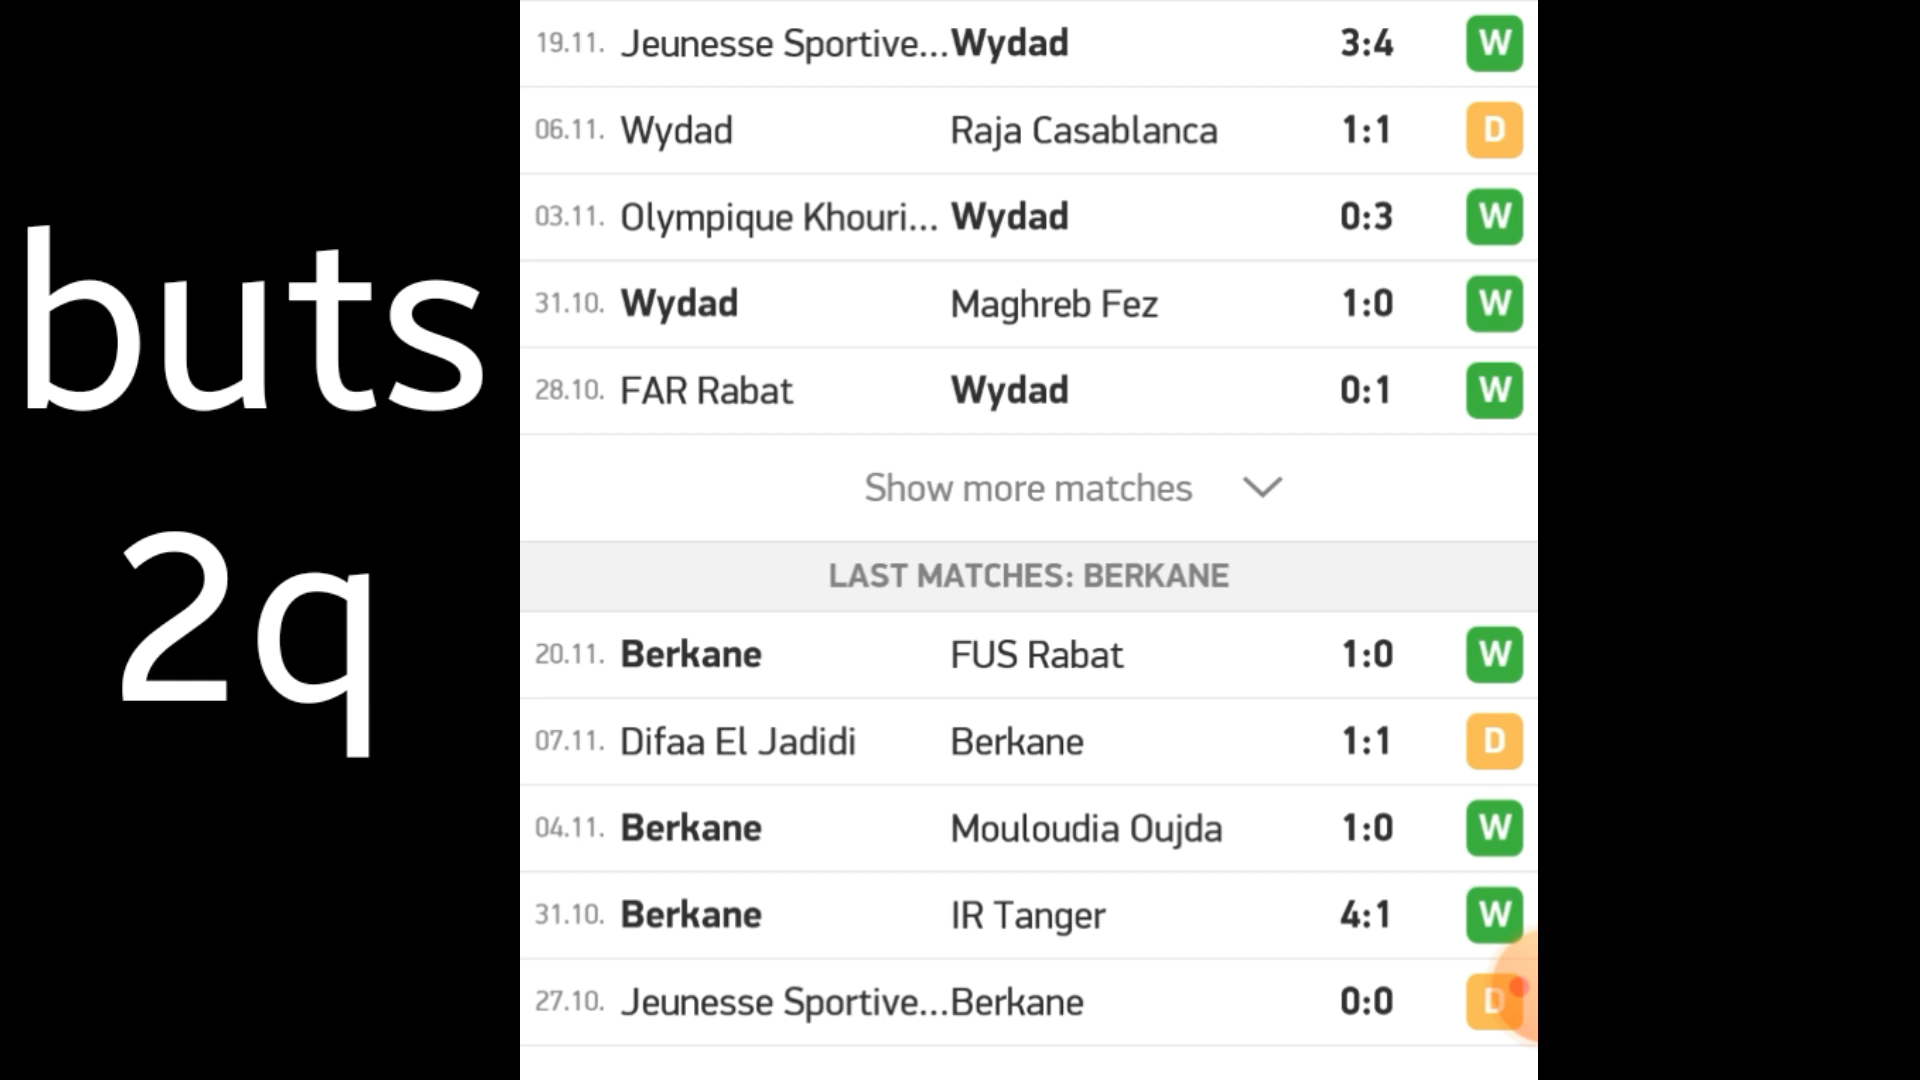 buts
2q
19.11. Jeunesse Sportive... Wydad 3:4 W
06.11. Wydad Raja Casablanca 1:1 D
03.11. Olympique Khouri... Wydad 0:3 W
31.10. Wydad Maghreb Fez 1:0 W
28.10. FAR Rabat Wydad 0:1 W
Show more matches
LAST MATCHES: BERKANE
20.11. Berkane FUS Rabat 1:0 W
07.11. Difaa El Jadidi Berkane 1:1 D
04.11. Berkane Mouloudia Oujda 1:0 W
31.10. Berkane IR Tanger 4:1 W
27.10. Jeunesse Sportive... Berkane 0:0 D